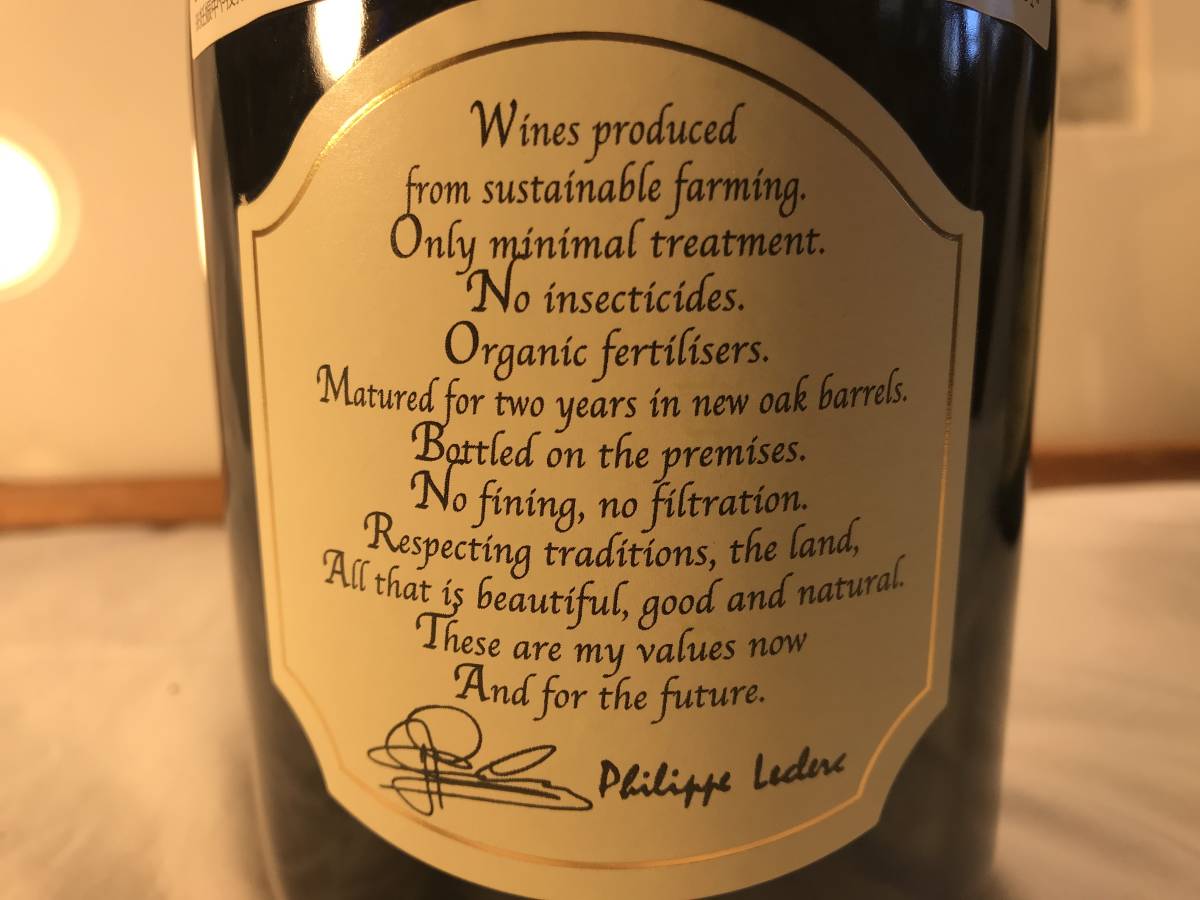 Wines produced
from sustainable farming.
Only minimal treatment.
No insecticides.
Organic fertilisers.
Matured for two years in new oak barrels.
Bottled on the premises.
No fining, no filtration.
Respecting traditions, the land,
All that is beautiful, good and natural.
These are my values now
And for the future.
Philippe Leclerc